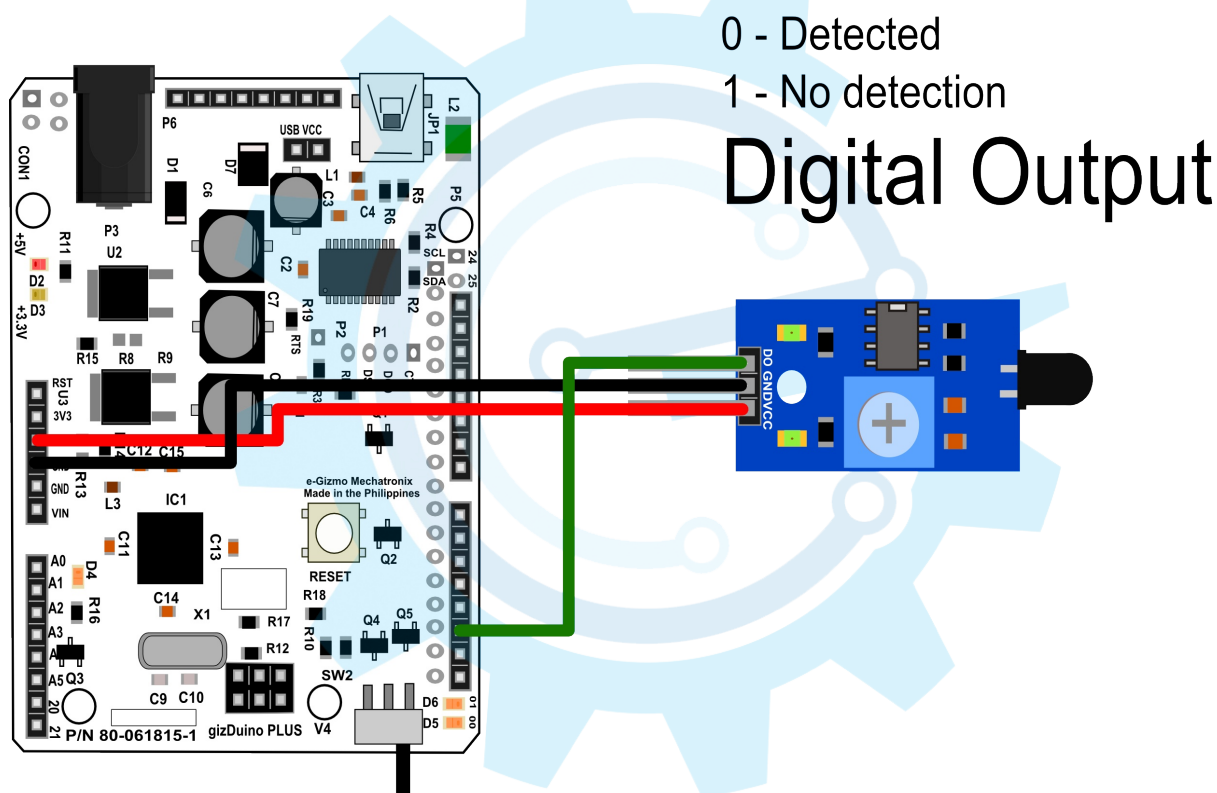 0 - Detected
1 - No detection
Digital Output
P6
L2
JP1
USB VCC
CON1
D1
D7
L1
C6
C3
C4
R6
R5
P5
+5V
R11
P3
U2
R4
SCL
24
C2
SDA
25
D2
D3
+3.3V
C7
R19
R2
RTS
P2
P1
R15
R8
R9
RST
U3
3V3
C12
C15
R13
GND
VIN
L3
IC1
e-Gizmo Mechatronix
Made in the Philippines
C11
C13
Q2
RESET
A0
A1
A2
A3
A5
20
21
D4
R16
C14
X1
R18
R17
R10
R12
Q4
Q5
Q3
C9
C10
SW2
V4
D6
01
D5
00
gizDuino PLUS
P/N 80-061815-1
DO GND VCC